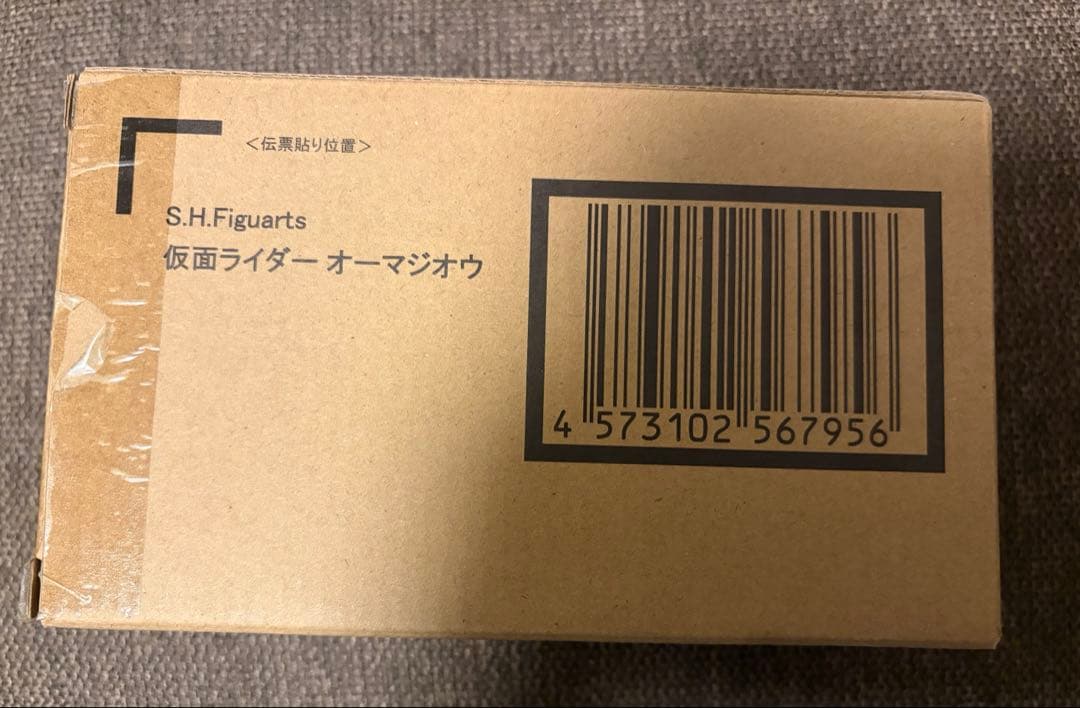 <伝票貼り位置>
S.H.Figuarts
仮面ライダー オーマジオウ
4 573102 567956